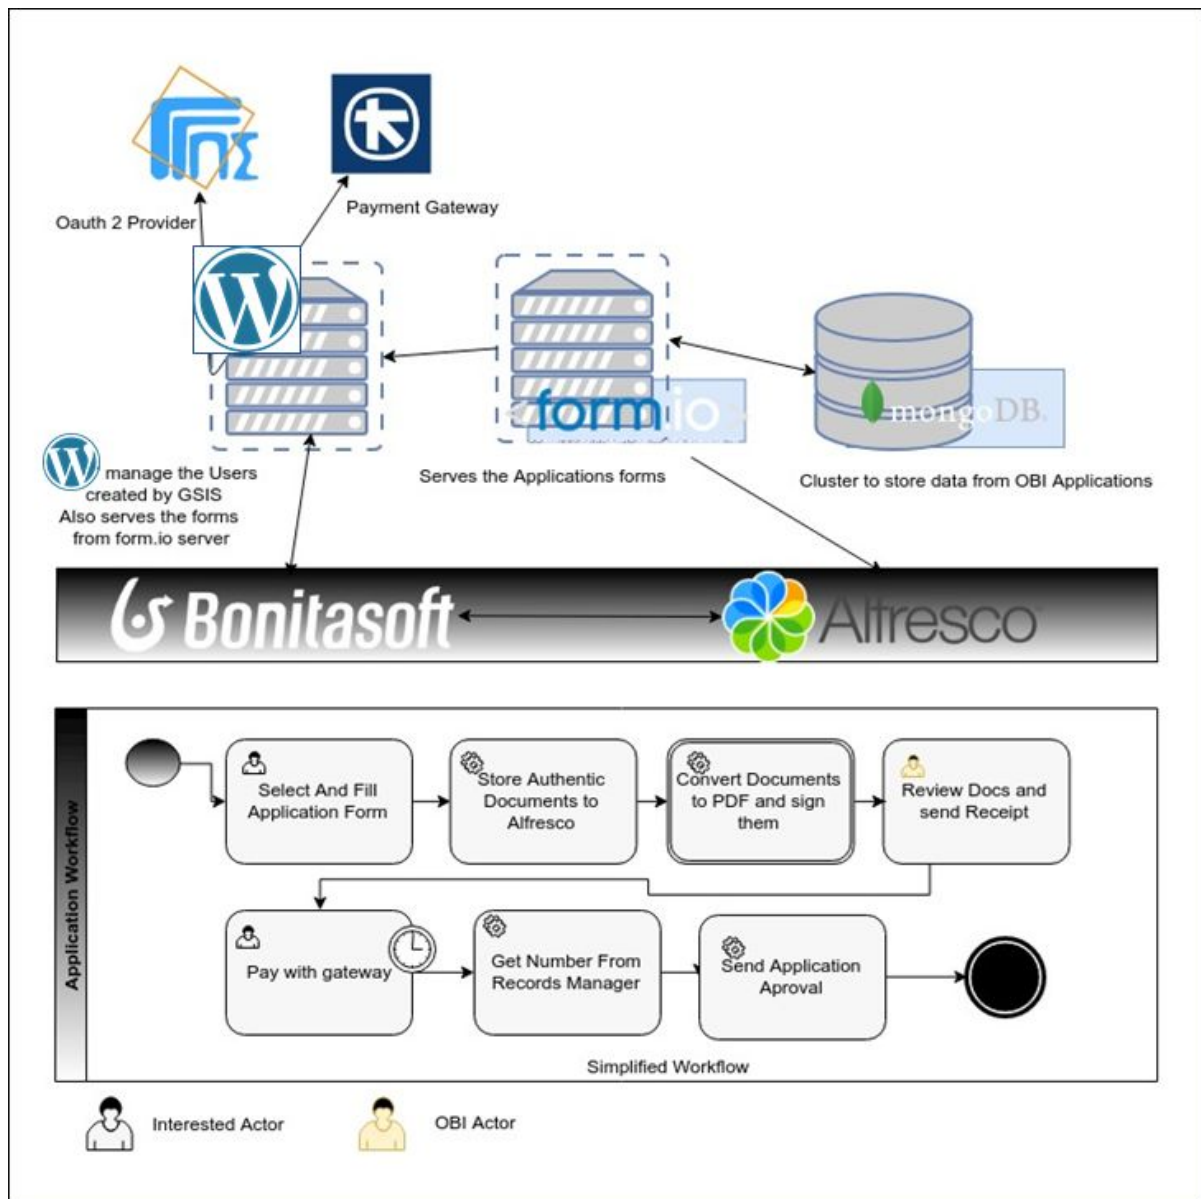 ΓΓΠΣ
Oauth 2 Provider
Payment Gateway
form.io
mongoDB.
manage the Users
created by GSIS
Also serves the forms
from form.io server
Serves the Applications forms
Cluster to store data from OBI Applications
Bonitasoft
Alfresco
Application Workflow
Select And Fill
Application Form
Store Authentic
Documents to
Alfresco
Convert Documents
to PDF and sign
them
Review Docs and
send Receipt
Pay with gateway
Get Number From
Records Manager
Send Application
Aproval
Simplified Workflow
Interested Actor
OBI Actor